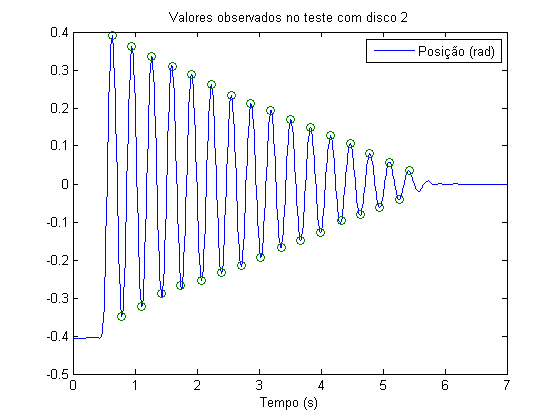 Valores observados no teste com disco 2
Posição (rad)
0.4
0.3
0.2
0.1
0
-0.1
-0.2
-0.3
-0.4
-0.5
0 1 2 3 4 5 6 7
Tempo (s)